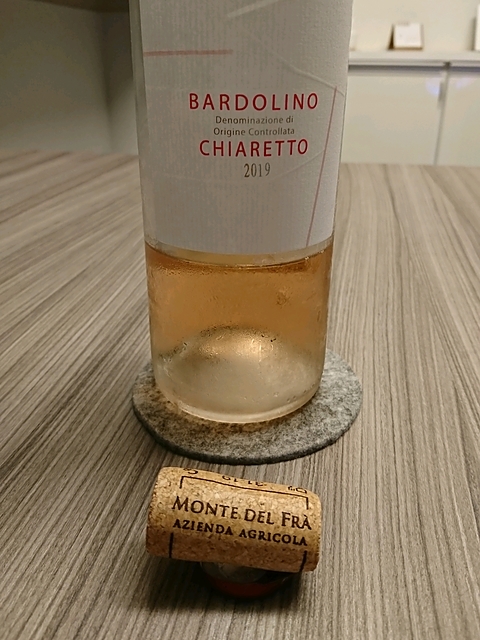 BARDOLINO
Denominazione di
Origine Controllata
CHIARETTO
2019
MONTE DEL FRÀ
AZIENDA AGRICOLA